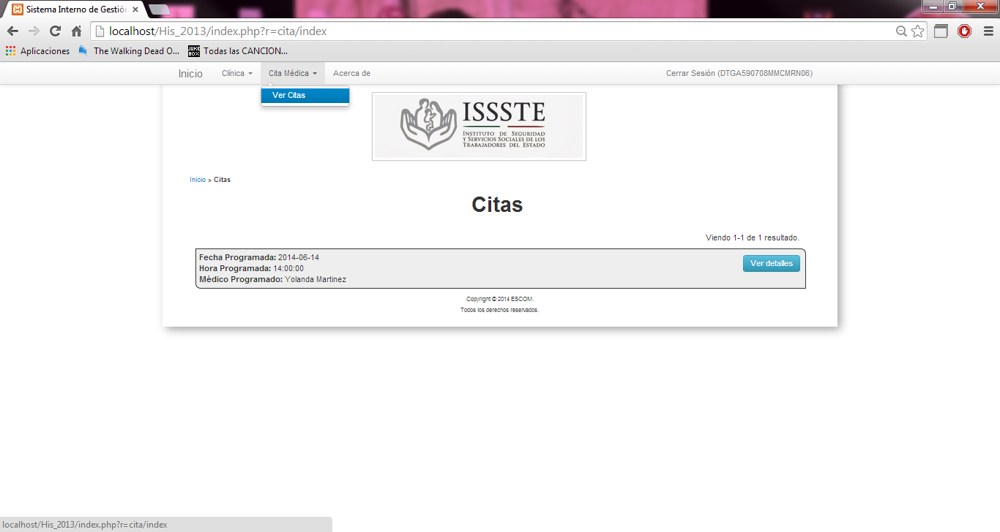 Sistema Interno de Gestión
localhost/His_2013/index.php?r=cita/index
Aplicaciones The Walking Dead O... JUKE BOX Todas las CANCION...
Inicio Clínica Cita Médica Acerca de Cerrar Sesión (DTGA590708MMCMRN06)
Ver Citas
ISSSTE
INSTITUTO DE SEGURIDAD
Y SERVICIOS SOCIALES DE LOS
TRABAJADORES DEL ESTADO
Inicio » Citas
Citas
Viendo 1-1 de 1 resultado.
Fecha Programada: 2014-06-14
Ver detalles
Hora Programada: 14:00:00
Médico Programado: Yolanda Martinez
Copyright © 2014 ESCOM.
Todos los derechos reservados.
localhost/His_2013/index.php?r=cita/index